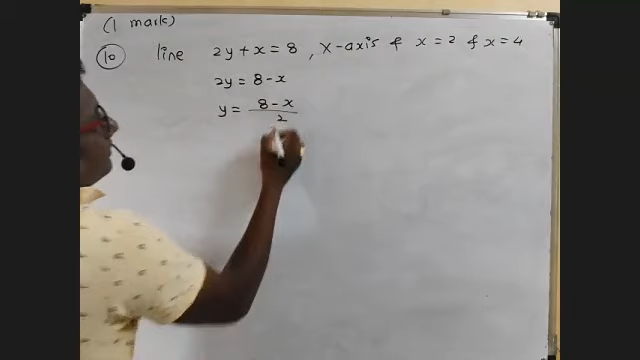 (1 mark)
10 line 2y + x = 8 , X-axis & x = 2 & x = 4
2y = 8 - x
y = 8 - x / 2